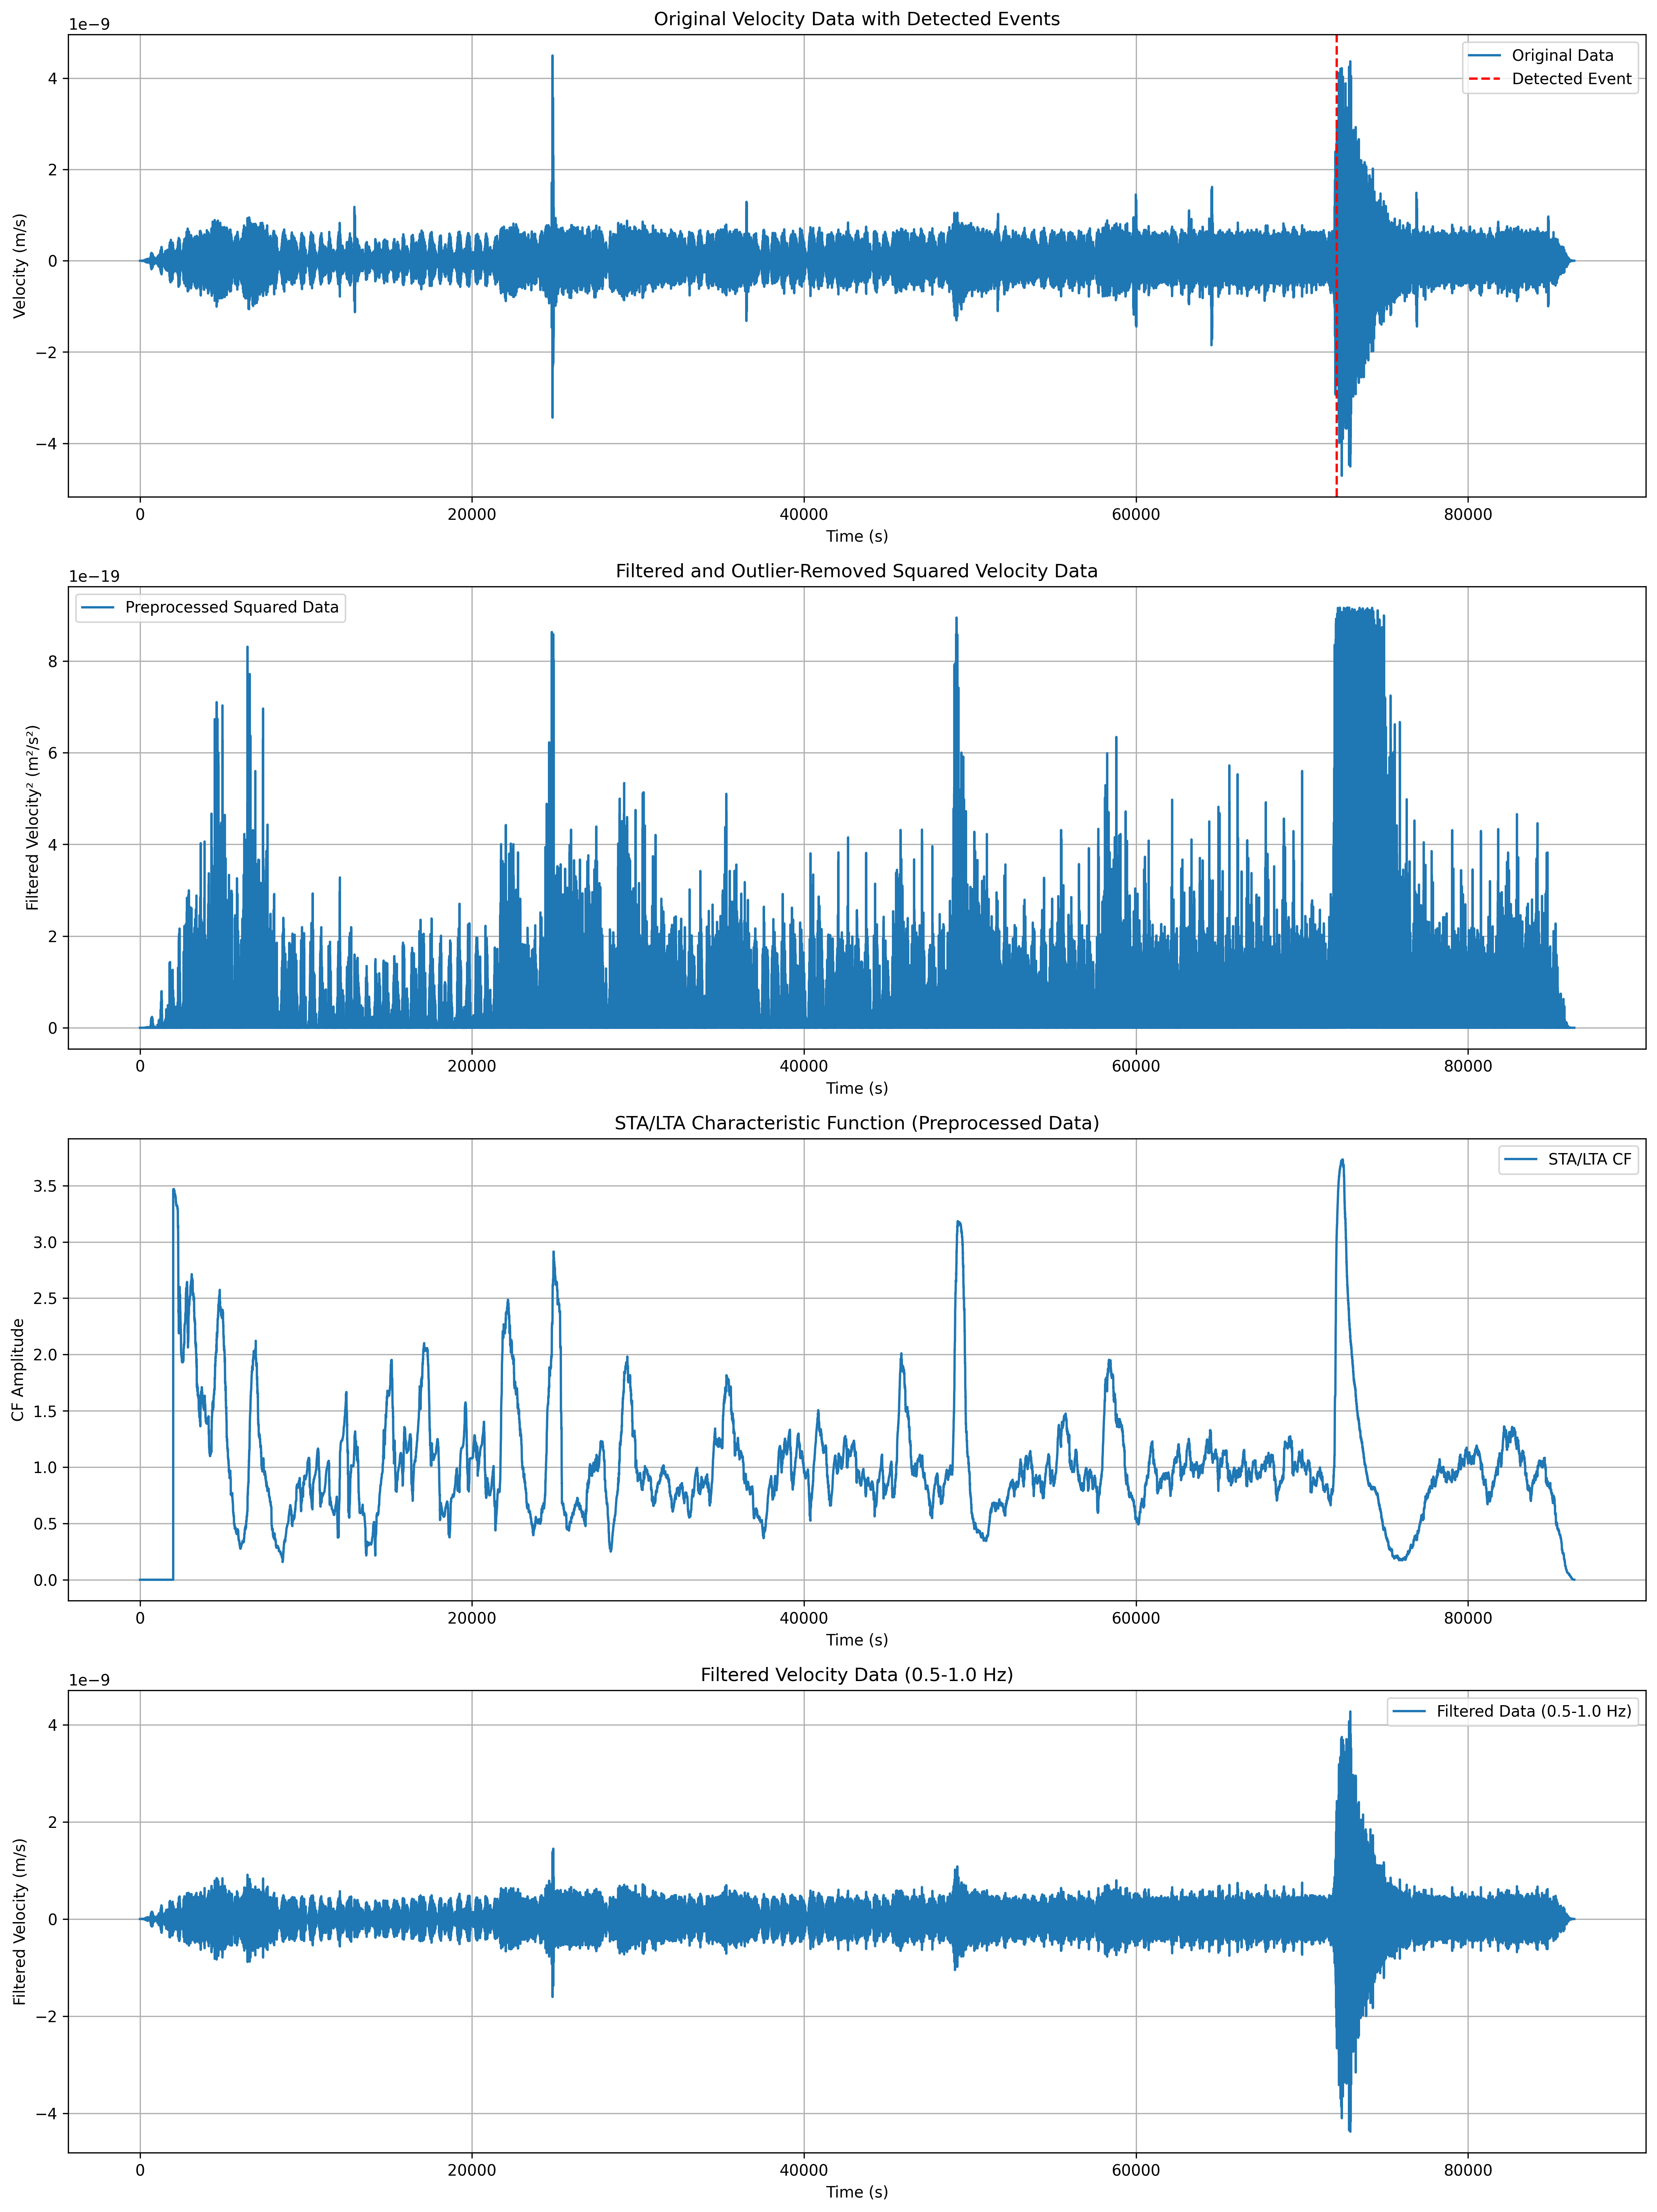 Original Velocity Data with Detected Events
1e−9
Original Data
Detected Event
4
2
0
−2
−4
Velocity (m/s)
0 20000 40000 60000 80000
Time (s)
Filtered and Outlier-Removed Squared Velocity Data
1e−19
Preprocessed Squared Data
8
6
4
2
0
Filtered Velocity² (m²/s²)
0 20000 40000 60000 80000
Time (s)
STA/LTA Characteristic Function (Preprocessed Data)
STA/LTA CF
3.5
3.0
2.5
2.0
1.5
1.0
0.5
0.0
CF Amplitude
0 20000 40000 60000 80000
Time (s)
Filtered Velocity Data (0.5-1.0 Hz)
1e−9
Filtered Data (0.5-1.0 Hz)
4
2
0
−2
−4
Filtered Velocity (m/s)
0 20000 40000 60000 80000
Time (s)